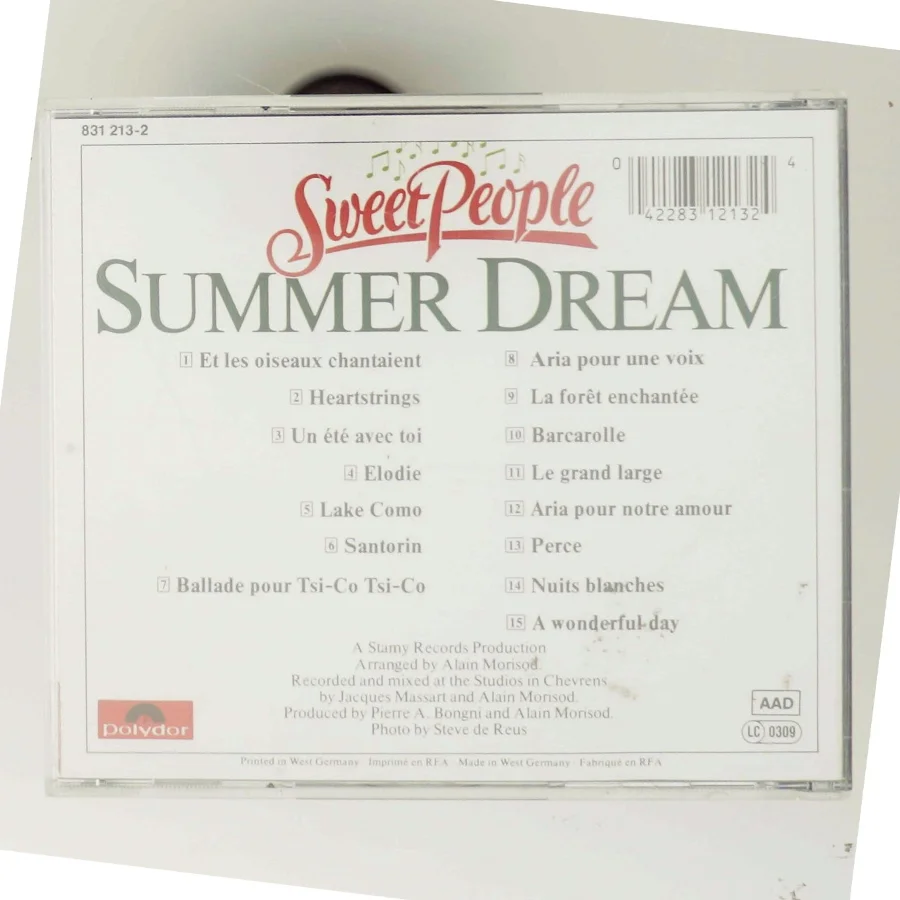 831 213-2
0 42283 12132 4
Sweet People
SUMMER DREAM
1 Et les oiseaux chantaient
2 Heartstrings
3 Un été avec toi
4 Elodie
5 Lake Como
6 Santorin
7 Ballade pour Tsi-Co Tsi-Co
8 Aria pour une voix
9 La forêt enchantée
10 Barcarolle
11 Le grand large
12 Aria pour notre amour
13 Perce
14 Nuits blanches
15 A wonderful day
A Stamy Records Production
Arranged by Alain Morisod.
Recorded and mixed at the Studios in Chevrens
by Jacques Massart and Alain Morisod.
Produced by Pierre A. Bongni and Alain Morisod.
Photo by Steve de Reus
polydor
AAD
LC 0309
Printed in West Germany · Imprimé en RFA · Made in West Germany · Fabriqué en RFA